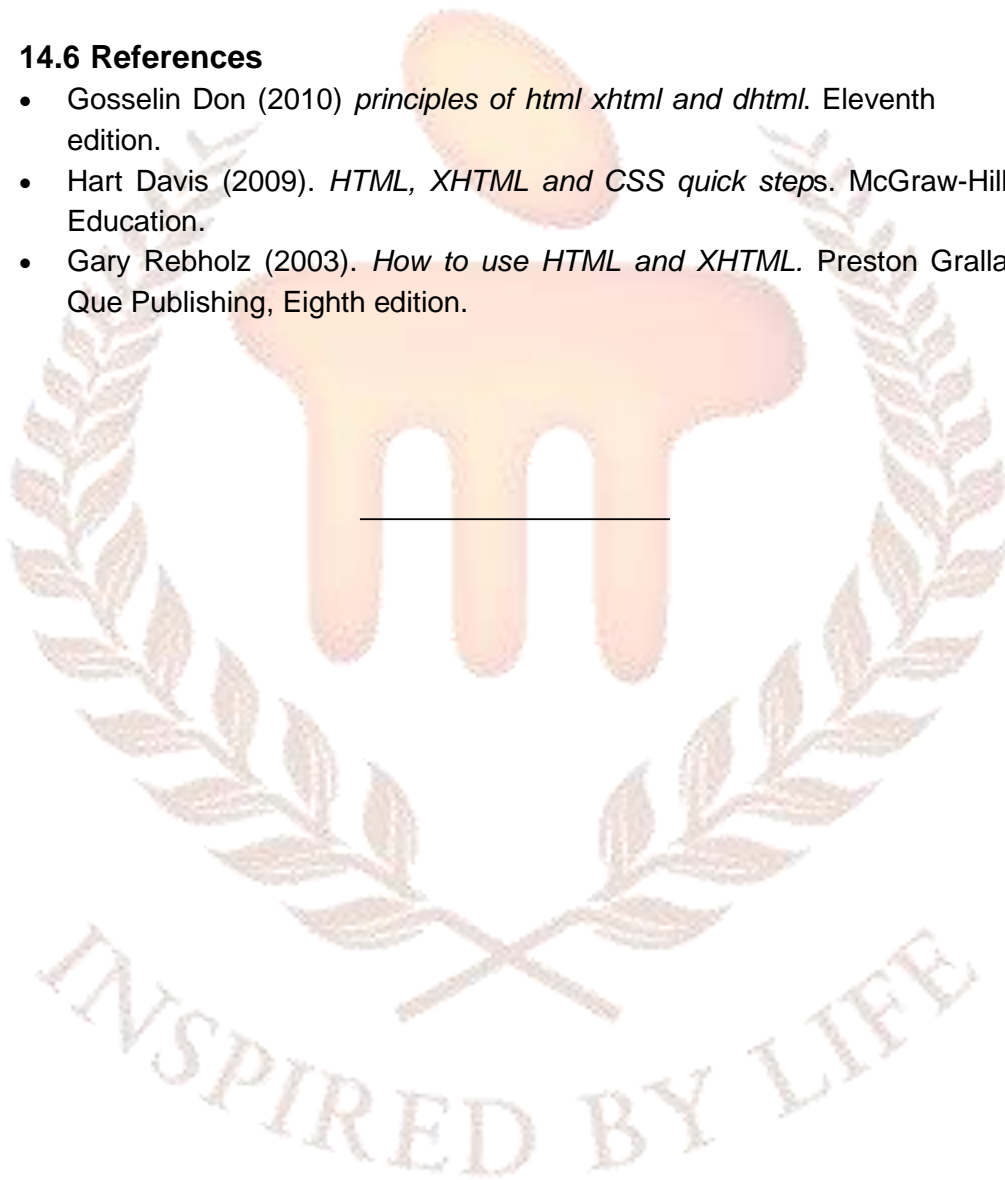 14.6 References
• Gosselin Don (2010) principles of html xhtml and dhtml. Eleventh
edition.
• Hart Davis (2009). HTML, XHTML and CSS quick steps. McGraw-Hill
Education.
• Gary Rebholz (2003). How to use HTML and XHTML. Preston Gralla
Que Publishing, Eighth edition.
INSPIRED BY LIFE